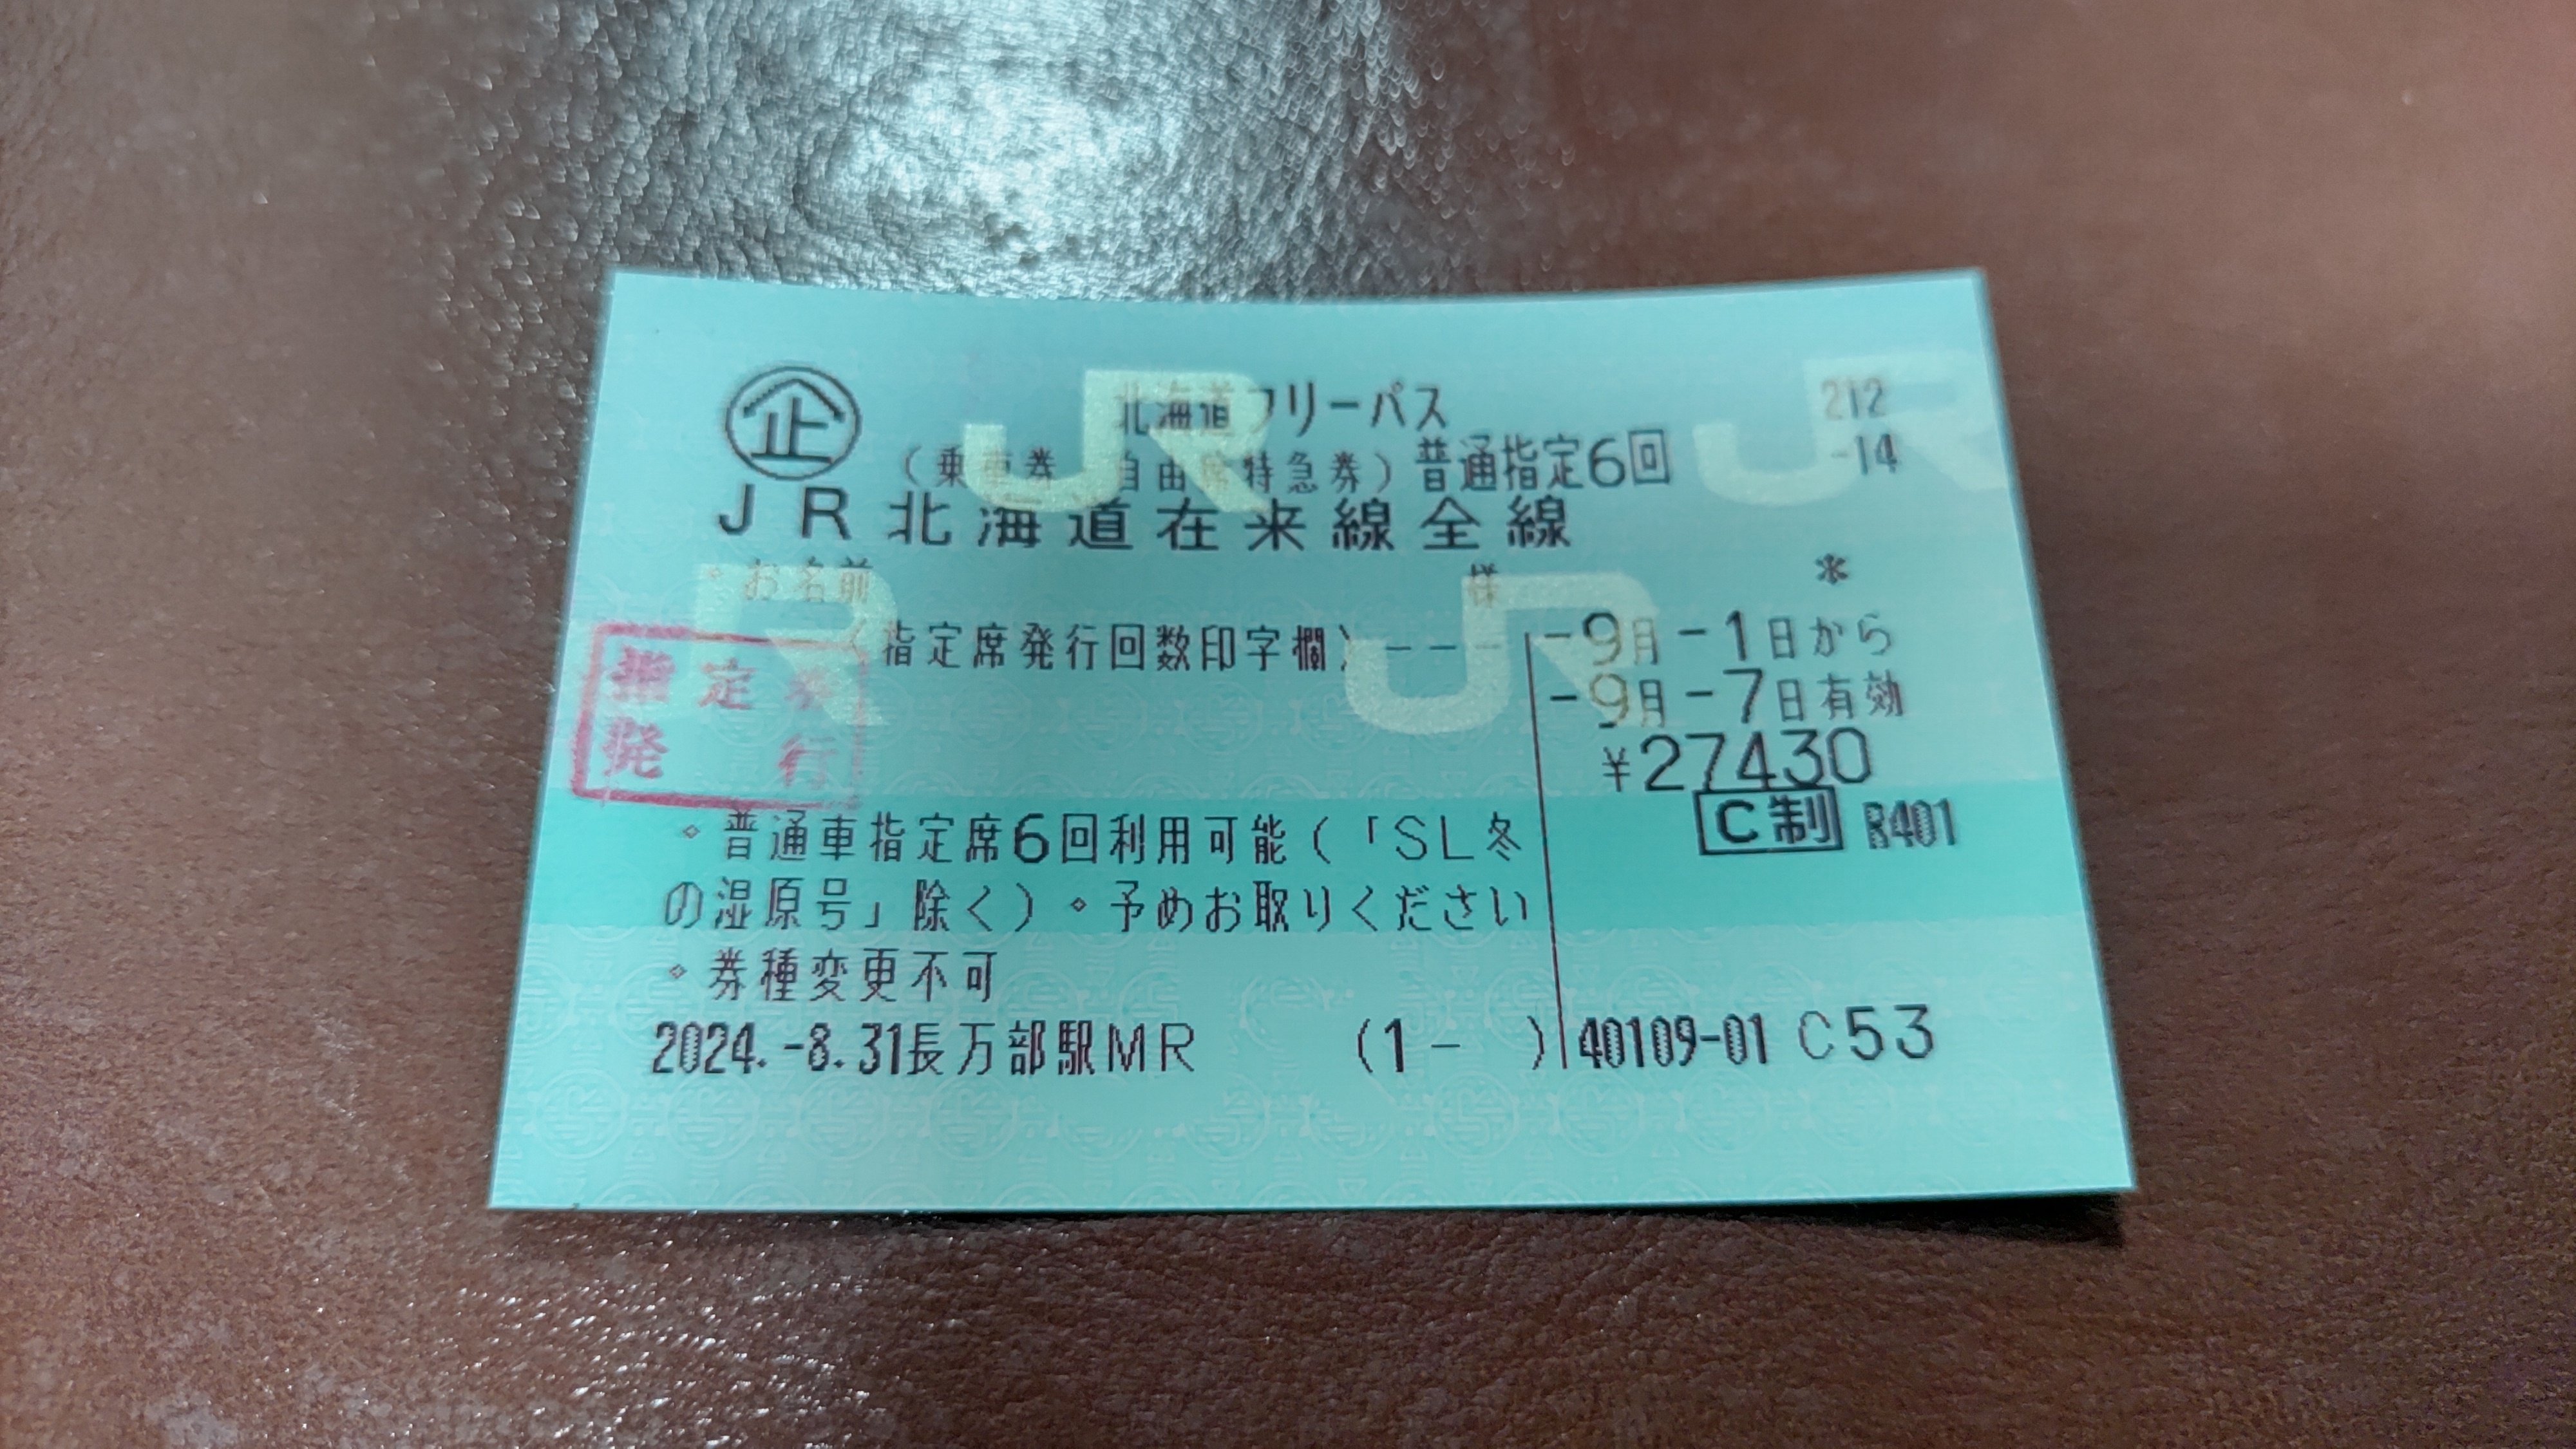 企 北海道フリーパス 212
(乗車券・自由席特急券)普通指定6回 -14
JR北海道在来線全線
・お名前 様 *
(指定席発行回数印字欄)--- -9月-1日から
指定券
発行
-9月-7日有効
¥27430
C制 R401
。普通車指定席6回利用可能(「SL冬
の湿原号」除く)。予めお取りください
。券種変更不可
2024.-8.31長万部駅MR (1- ) 40109-01 C53
JR
JR
R
JR